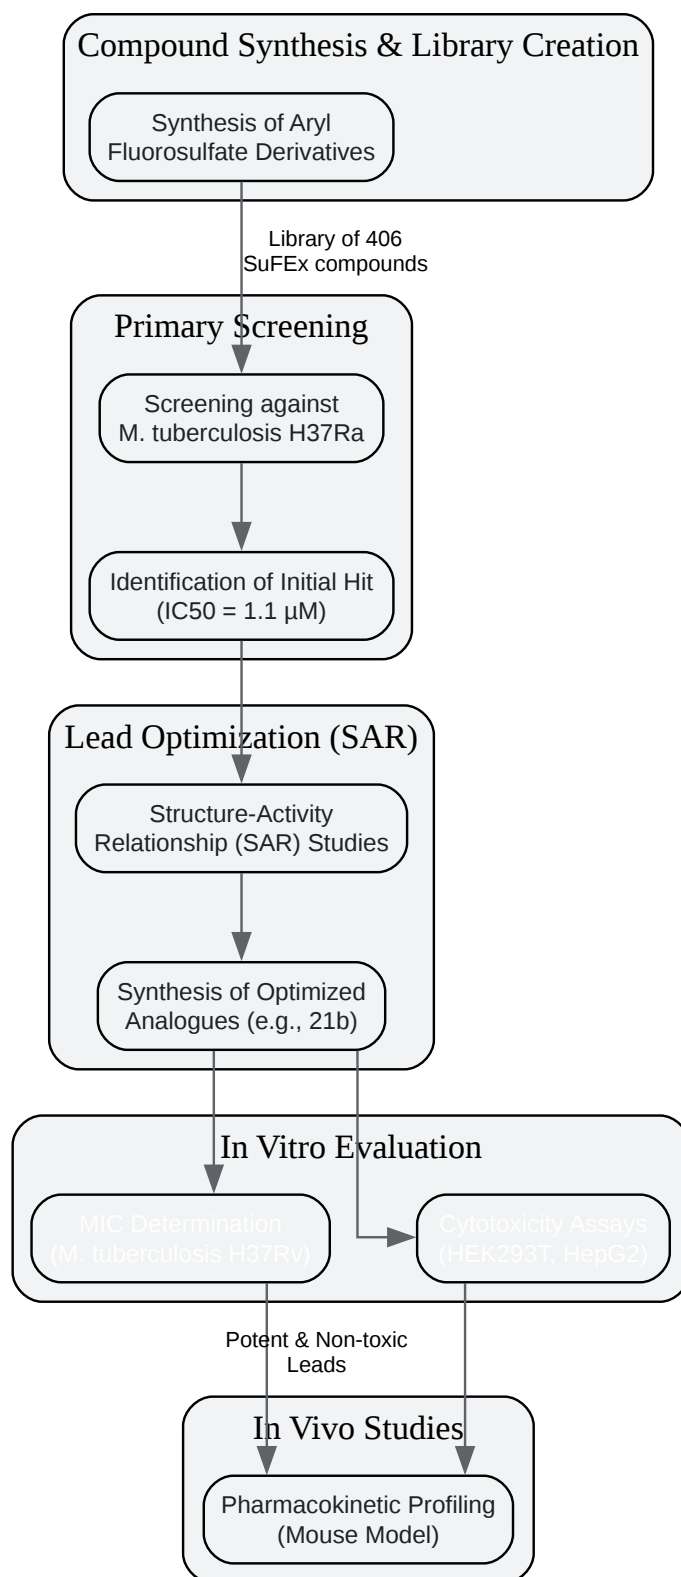 Compound Synthesis & Library Creation
Synthesis of Aryl
Fluorosulfate Derivatives
Library of 406
SuFEx compounds
Primary Screening
Screening against
M. tuberculosis H37Ra
Identification of Initial Hit
(IC50 = 1.1 µM)
Lead Optimization (SAR)
Structure-Activity
Relationship (SAR) Studies
Synthesis of Optimized
Analogues (e.g., 21b)
In Vitro Evaluation
MIC Determination
(M. tuberculosis H37Rv)
Cytotoxicity Assays
(HEK293T, HepG2)
Potent & Non-toxic
Leads
In Vivo Studies
Pharmacokinetic Profiling
(Mouse Model)